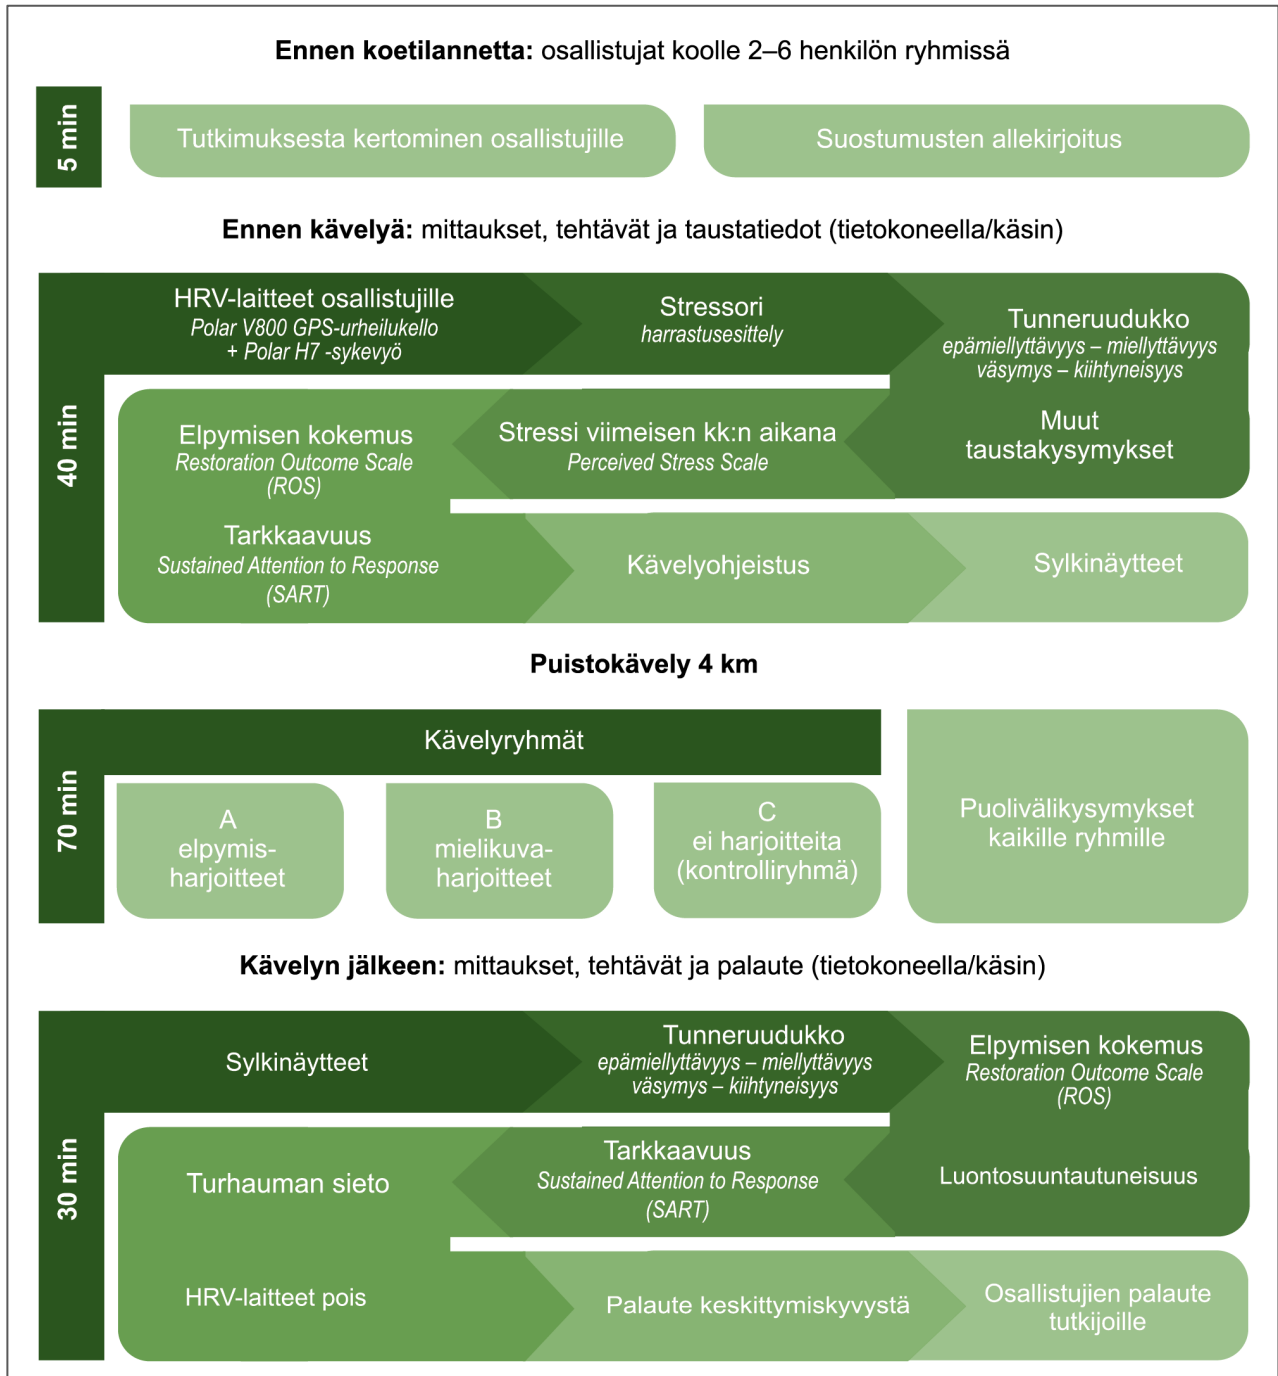 Ennen koetilannetta: osallistujat koolle 2–6 henkilön ryhmissä
5 min
Tutkimuksesta kertominen osallistujille
Suostumusten allekirjoitus
Ennen kävelyä: mittaukset, tehtävät ja taustatiedot (tietokoneella/käsin)
40 min
HRV-laitteet osallistujille
Polar V800 GPS-urheilukello
+ Polar H7 -sykevyö
Stressori
harrastusesittely
Tunneruudukko
epämiellyttävyys – miellyttävyys
väsymys – kiihtyneisyys
Muut
taustakysymykset
Stressi viimeisen kk:n aikana
Perceived Stress Scale
Elpymisen kokemus
Restoration Outcome Scale
(ROS)
Tarkkaavuus
Sustained Attention to Response
(SART)
Kävelyohjeistus
Sylkinäytteet
Puistokävely 4 km
70 min
Kävelyryhmät
A
elpymis-
harjoitteet
B
mielikuva-
harjoitteet
C
ei harjoitteita
(kontrolliryhmä)
Puolivälikysymykset
kaikille ryhmille
Kävelyn jälkeen: mittaukset, tehtävät ja palaute (tietokoneella/käsin)
30 min
Sylkinäytteet
Tunneruudukko
epämiellyttävyys – miellyttävyys
väsymys – kiihtyneisyys
Elpymisen kokemus
Restoration Outcome Scale
(ROS)
Luontosuuntautuneisuus
Tarkkaavuus
Sustained Attention to Response
(SART)
Turhauman sieto
HRV-laitteet pois
Palaute keskittymiskyvystä
Osallistujien palaute
tutkijoille